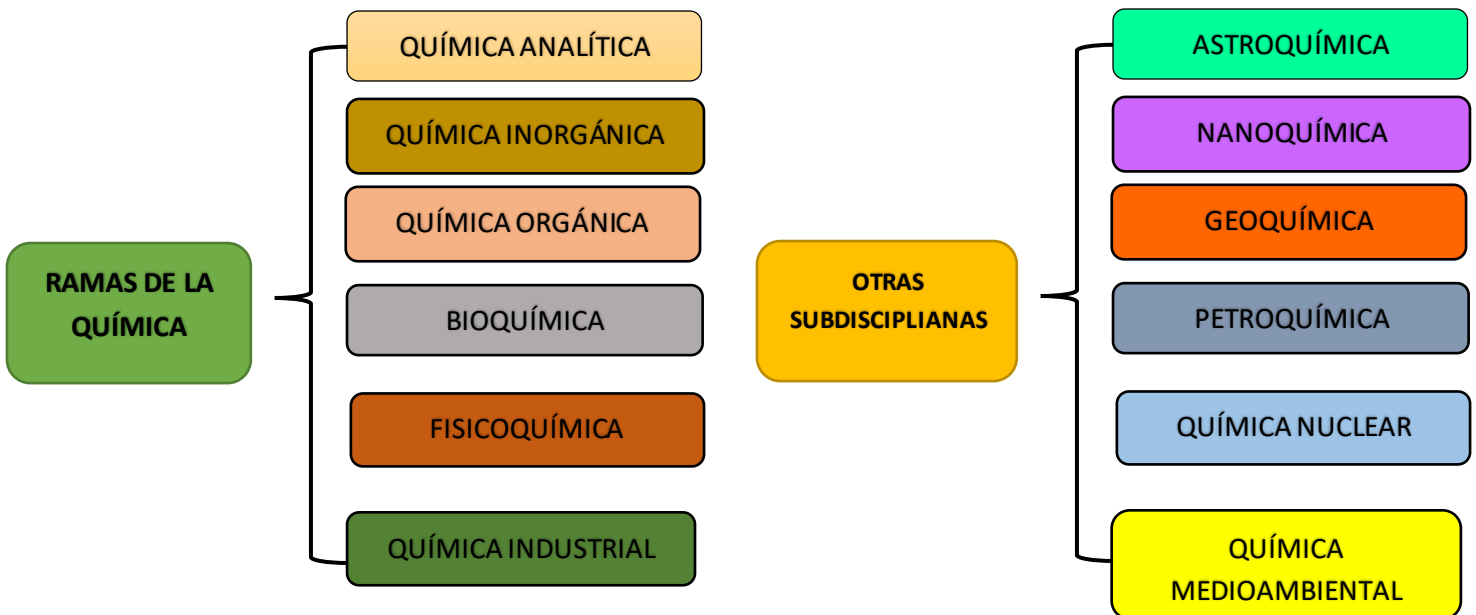 RAMAS DE LA
QUÍMICA
QUÍMICA ANALÍTICA
QUÍMICA INORGÁNICA
QUÍMICA ORGÁNICA
BIOQUÍMICA
FISICOQUÍMICA
QUÍMICA INDUSTRIAL
OTRAS
SUBDISCIPLIANAS
ASTROQUÍMICA
NANOQUÍMICA
GEOQUÍMICA
PETROQUÍMICA
QUÍMICA NUCLEAR
QUÍMICA
MEDIOAMBIENTAL